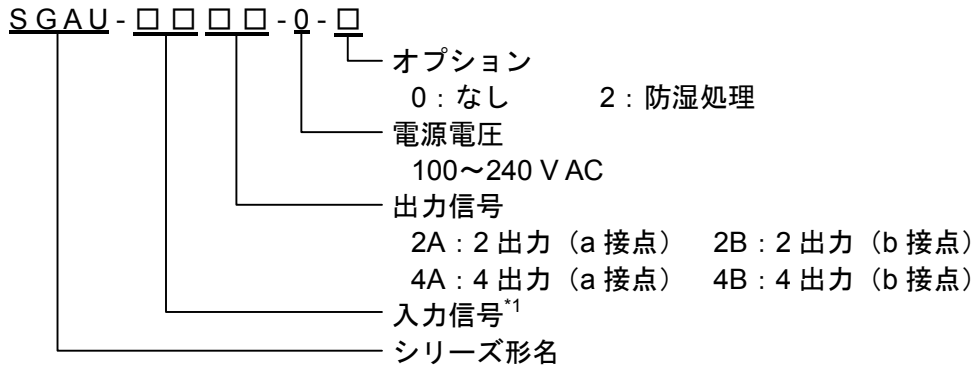 SGAU-□□□□-0-□
オプション
0：なし 2：防湿処理
電源電圧
100～240 V AC
出力信号
2A：2 出力（a 接点） 2B：2 出力（b 接点）
4A：4 出力（a 接点） 4B：4 出力（b 接点）
入力信号*1
シリーズ形名